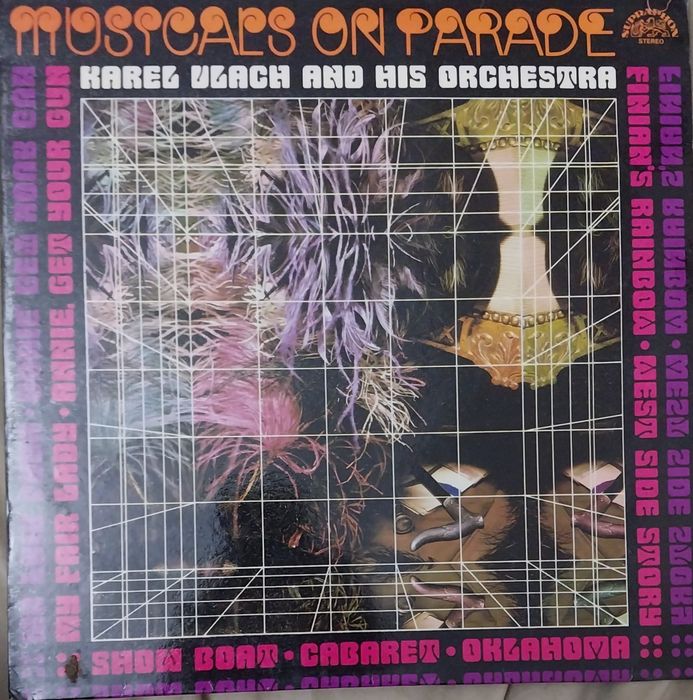 MUSICALS ON PARADE
SUPRAPHON
STEREO
KAREL VLACH AND HIS ORCHESTRA
MY FAIR LADY · ANNIE, GET YOUR GUN
FINIAN'S RAINBOW · WEST SIDE STORY
SHOW BOAT · CABARET · OKLAHOMA